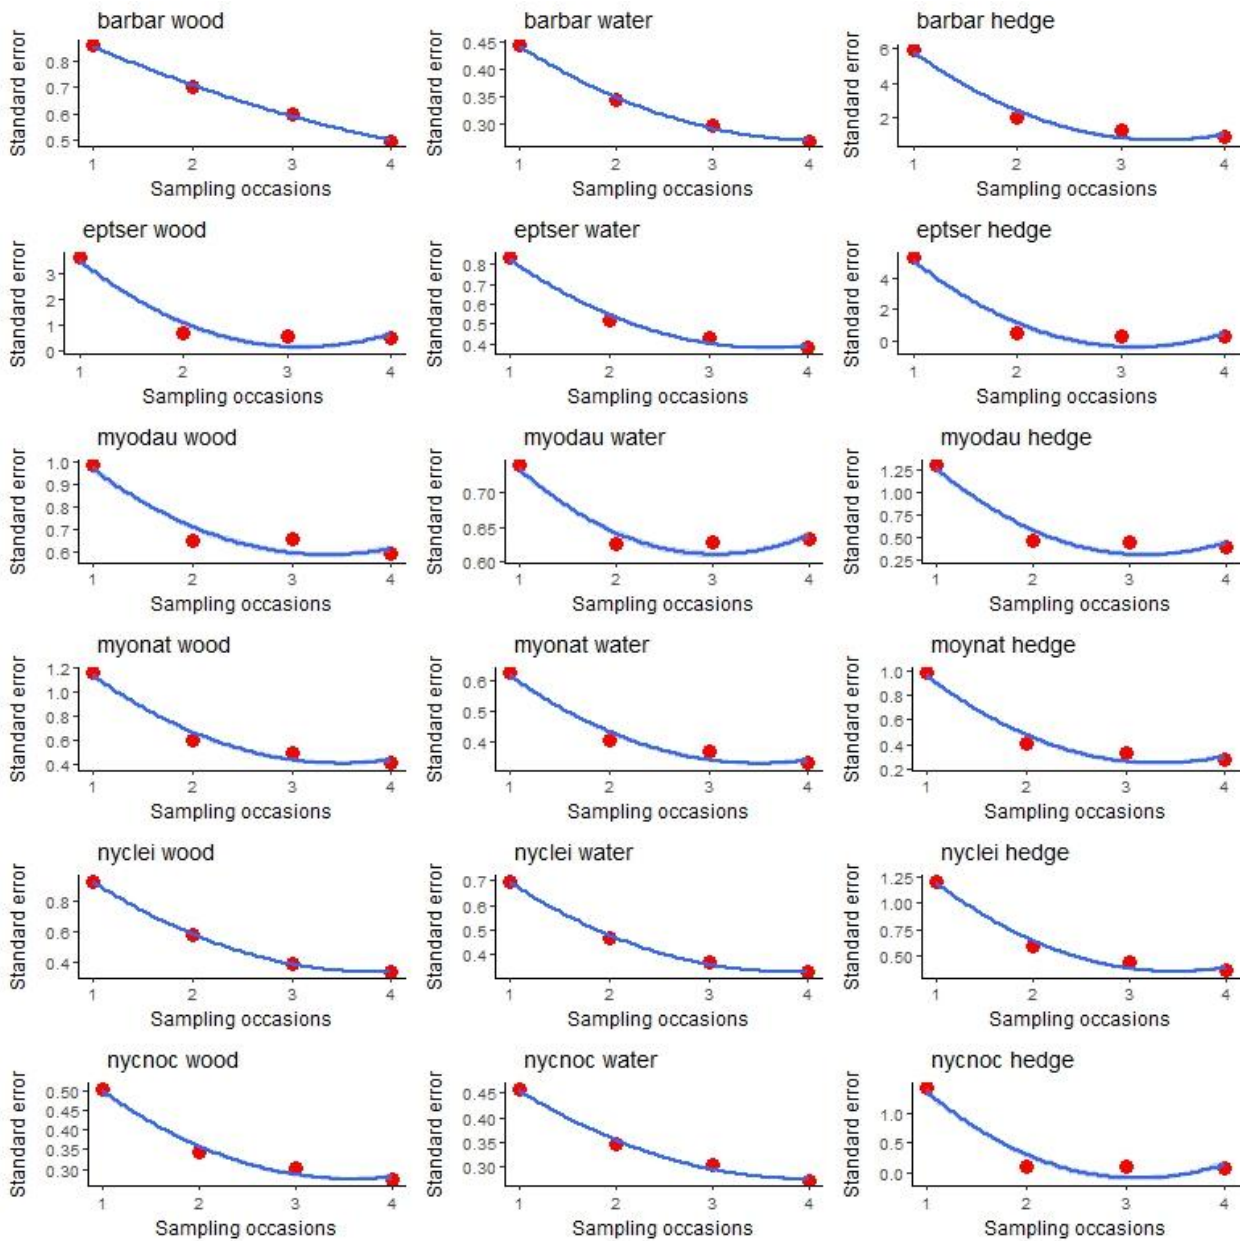 barbar wood
barbar water
barbar hedge
Standard error
0.8
0.7
0.6
0.5
1 2 3 4
Sampling occasions
Standard error
0.45
0.40
0.35
0.30
1 2 3 4
Sampling occasions
Standard error
6
4
2
1 2 3 4
Sampling occasions
eptser wood
eptser water
eptser hedge
Standard error
3
2
1
0
1 2 3 4
Sampling occasions
Standard error
0.8
0.7
0.6
0.5
0.4
1 2 3 4
Sampling occasions
Standard error
4
2
0
1 2 3 4
Sampling occasions
myodau wood
myodau water
myodau hedge
Standard error
1.0
0.9
0.8
0.7
0.6
1 2 3 4
Sampling occasions
Standard error
0.70
0.65
0.60
1 2 3 4
Sampling occasions
Standard error
1.25
1.00
0.75
0.50
0.25
1 2 3 4
Sampling occasions
myonat wood
myonat water
moynat hedge
Standard error
1.2
1.0
0.8
0.6
0.4
1 2 3 4
Sampling occasions
Standard error
0.6
0.5
0.4
1 2 3 4
Sampling occasions
Standard error
1.0
0.8
0.6
0.4
0.2
1 2 3 4
Sampling occasions
nyclei wood
nyclei water
nyclei hedge
Standard error
0.8
0.6
0.4
1 2 3 4
Sampling occasions
Standard error
0.7
0.6
0.5
0.4
1 2 3 4
Sampling occasions
Standard error
1.25
1.00
0.75
0.50
1 2 3 4
Sampling occasions
nycnoc wood
nycnoc water
nycnoc hedge
Standard error
0.50
0.45
0.40
0.35
0.30
1 2 3 4
Sampling occasions
Standard error
0.45
0.40
0.35
0.30
1 2 3 4
Sampling occasions
Standard error
1.0
0.5
0.0
1 2 3 4
Sampling occasions